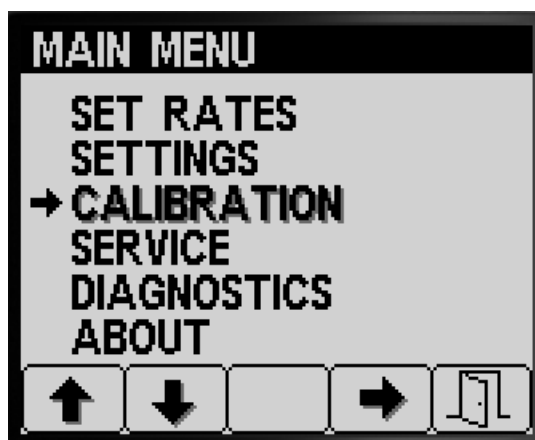 MAIN MENU
SET RATES
SETTINGS
CALIBRATION
SERVICE
DIAGNOSTICS
ABOUT